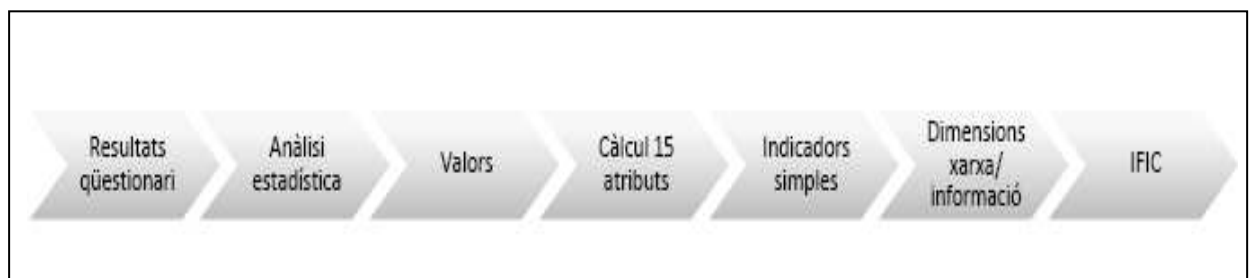 Resultats
qüestionari
Anàlisi
estadística
Valors
Càlcul 15
atributs
Indicadors
simples
Dimensions
xarxa/
informació
IFIC